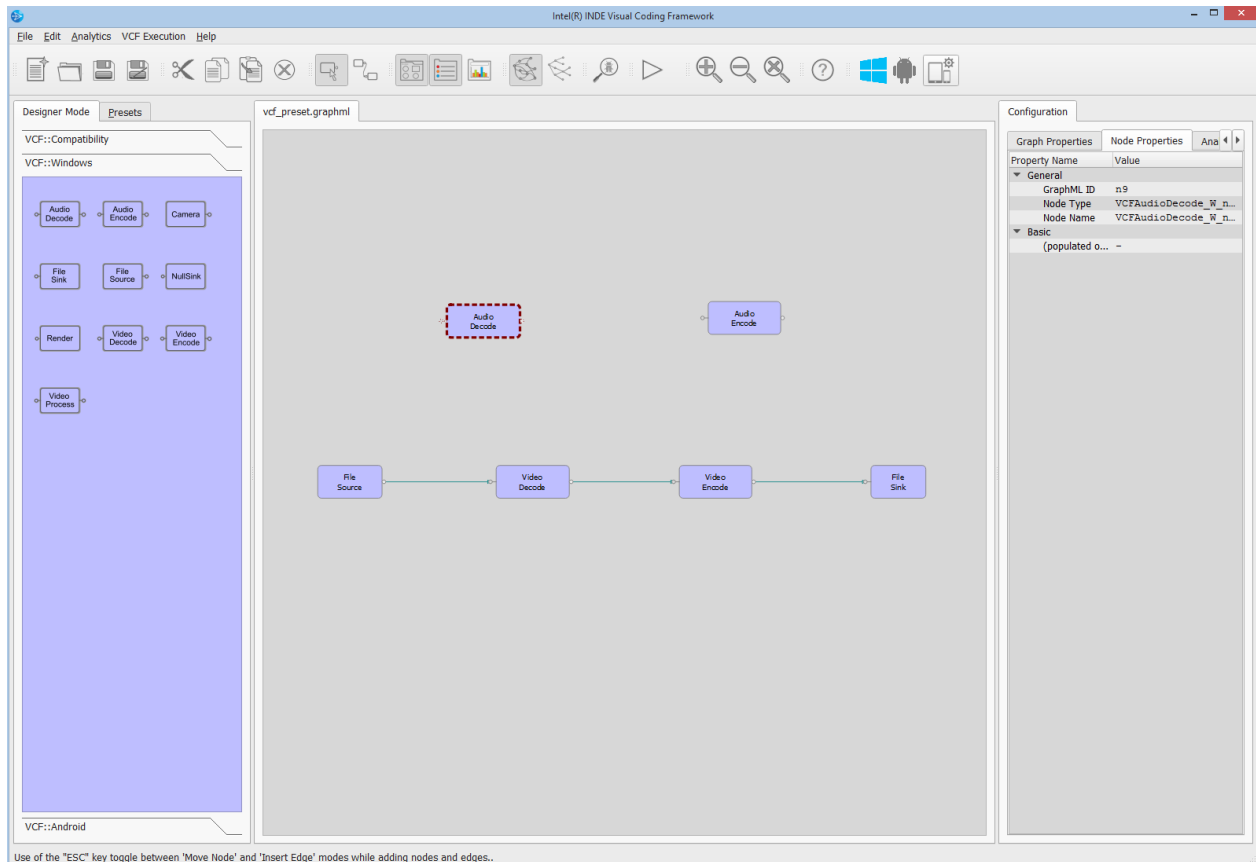 Intel(R) INDE Visual Coding Framework
File Edit Analytics VCF Execution Help
Designer Mode
Presets
VCF::Compatibility
VCF::Windows
Audio
Decode
Audio
Encode
Camera
File
Sink
File
Source
NullSink
Render
Video
Decode
Video
Encode
Video
Process
VCF::Android
vcf_preset.graphml
Audio
Decode
Audio
Encode
File
Source
Video
Decode
Video
Encode
File
Sink
Configuration
Graph Properties Node Properties Ana
Property Name Value
General
GraphML ID n9
Node Type VCFAudioDecode_W_n...
Node Name VCFAudioDecode_W_n...
Basic
(populated o... -
Use of the "ESC" key toggle between 'Move Node' and 'Insert Edge' modes while adding nodes and edges..